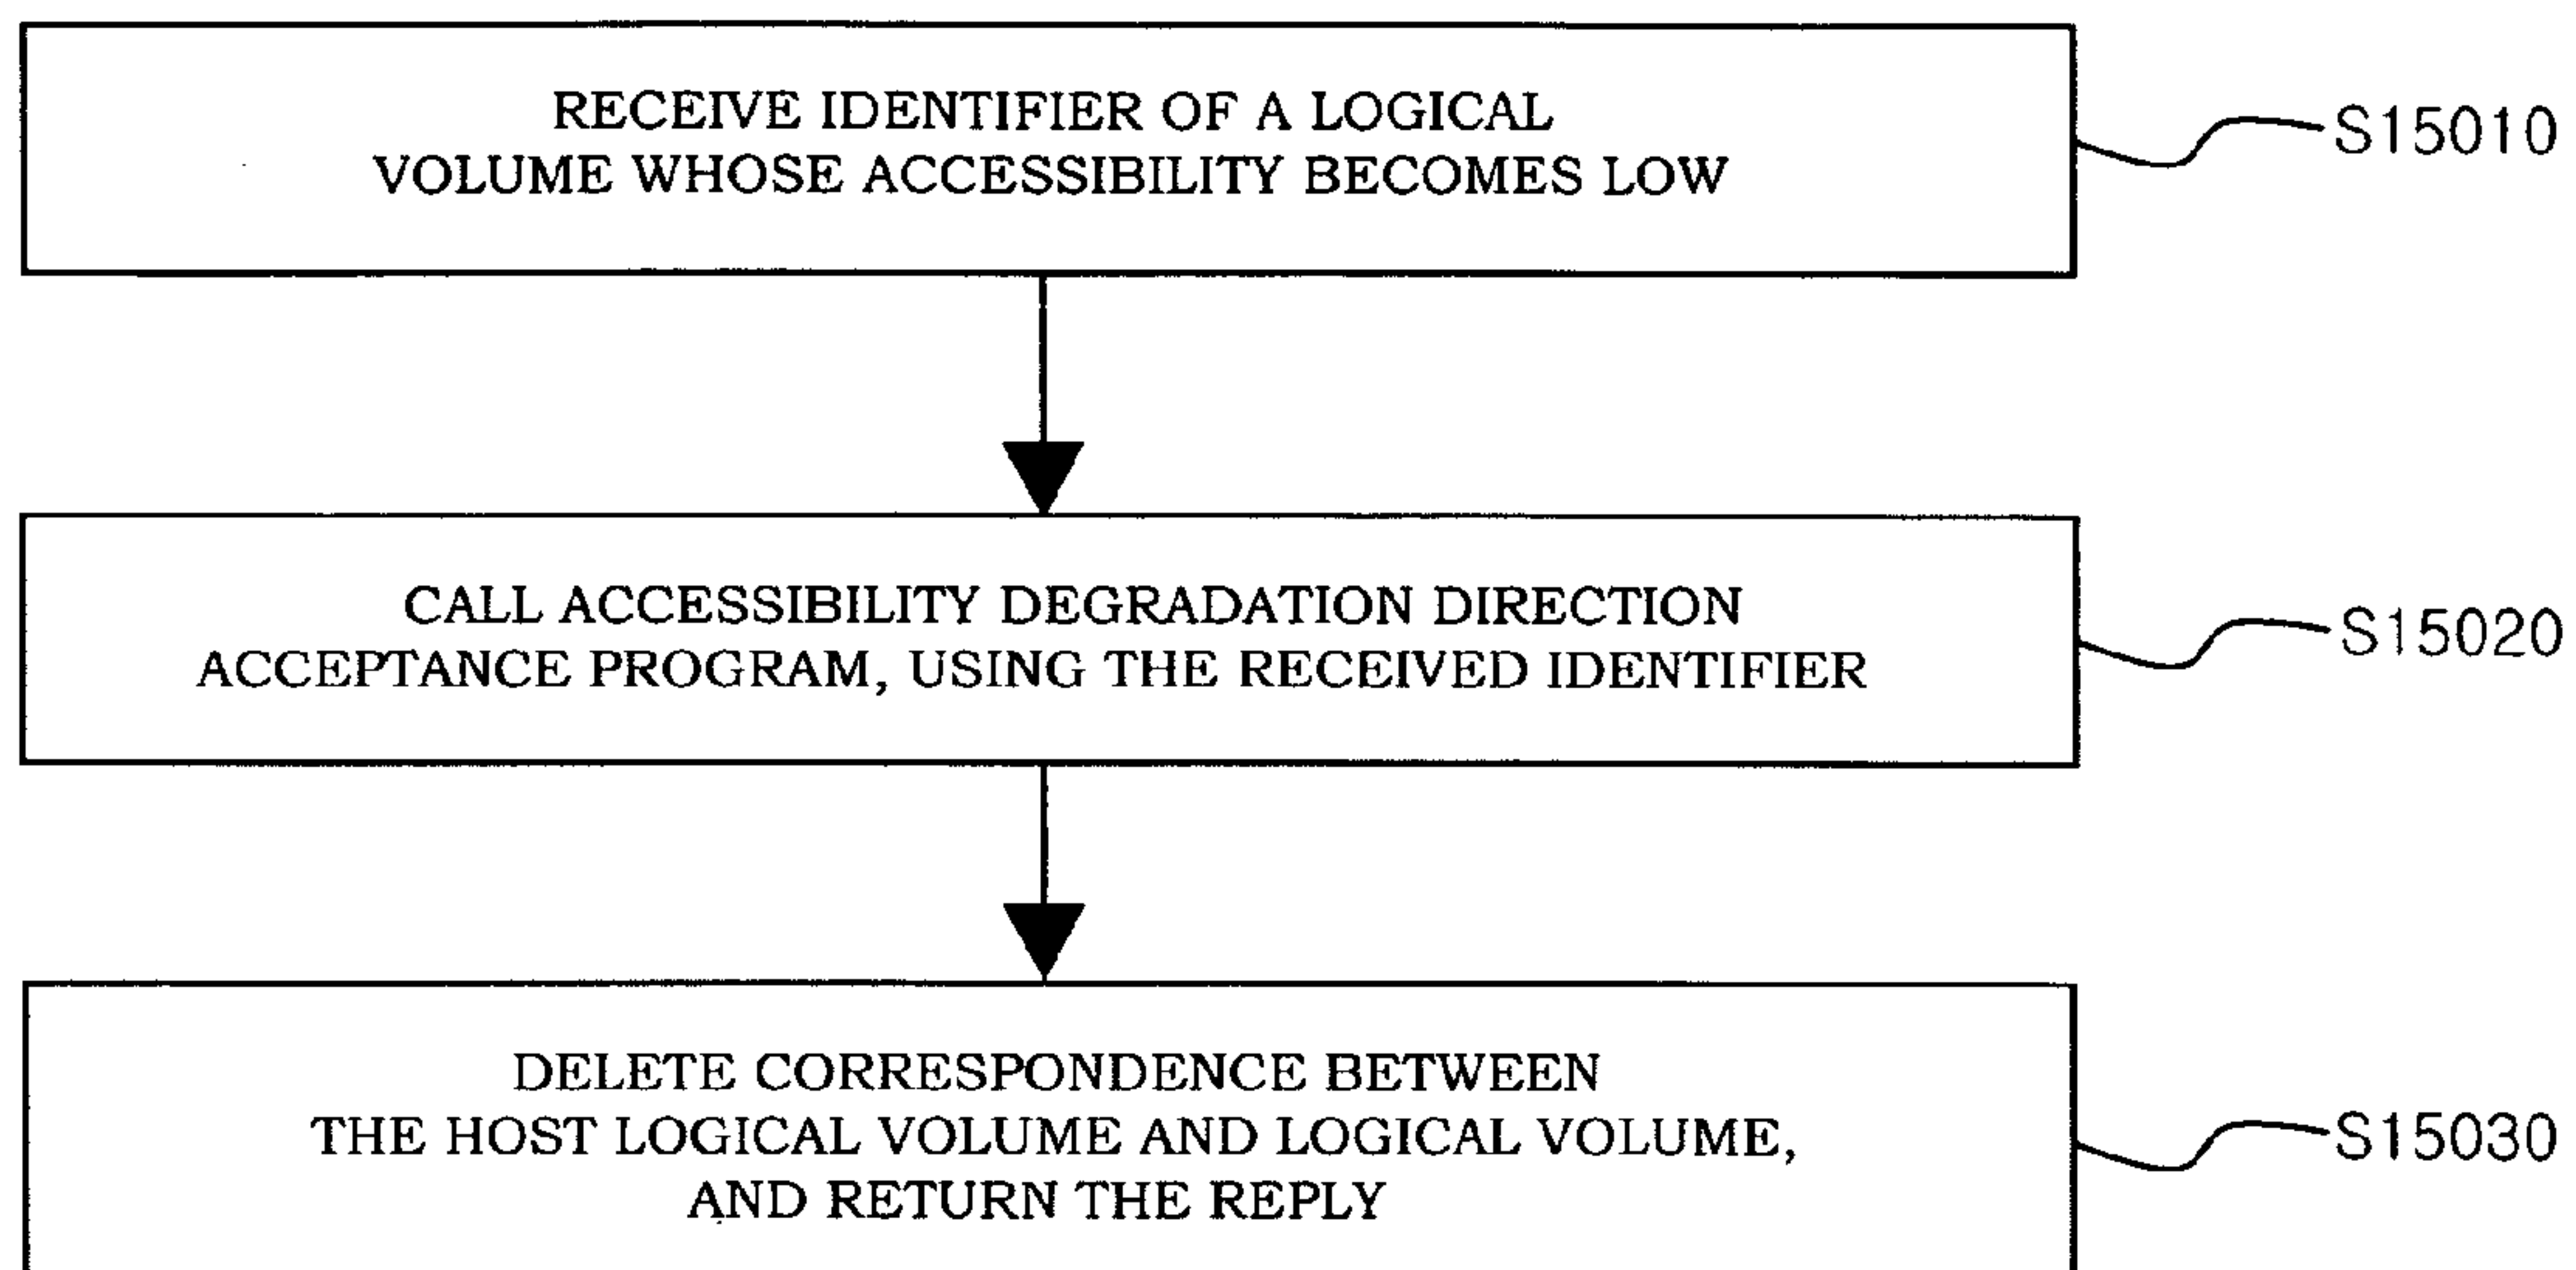 RECEIVE IDENTIFIER OF A LOGICAL
VOLUME WHOSE ACCESSIBILITY BECOMES LOW
S15010
CALL ACCESSIBILITY DEGRADATION DIRECTION
ACCEPTANCE PROGRAM, USING THE RECEIVED IDENTIFIER
S15020
DELETE CORRESPONDENCE BETWEEN
THE HOST LOGICAL VOLUME AND LOGICAL VOLUME,
AND RETURN THE REPLY
S15030